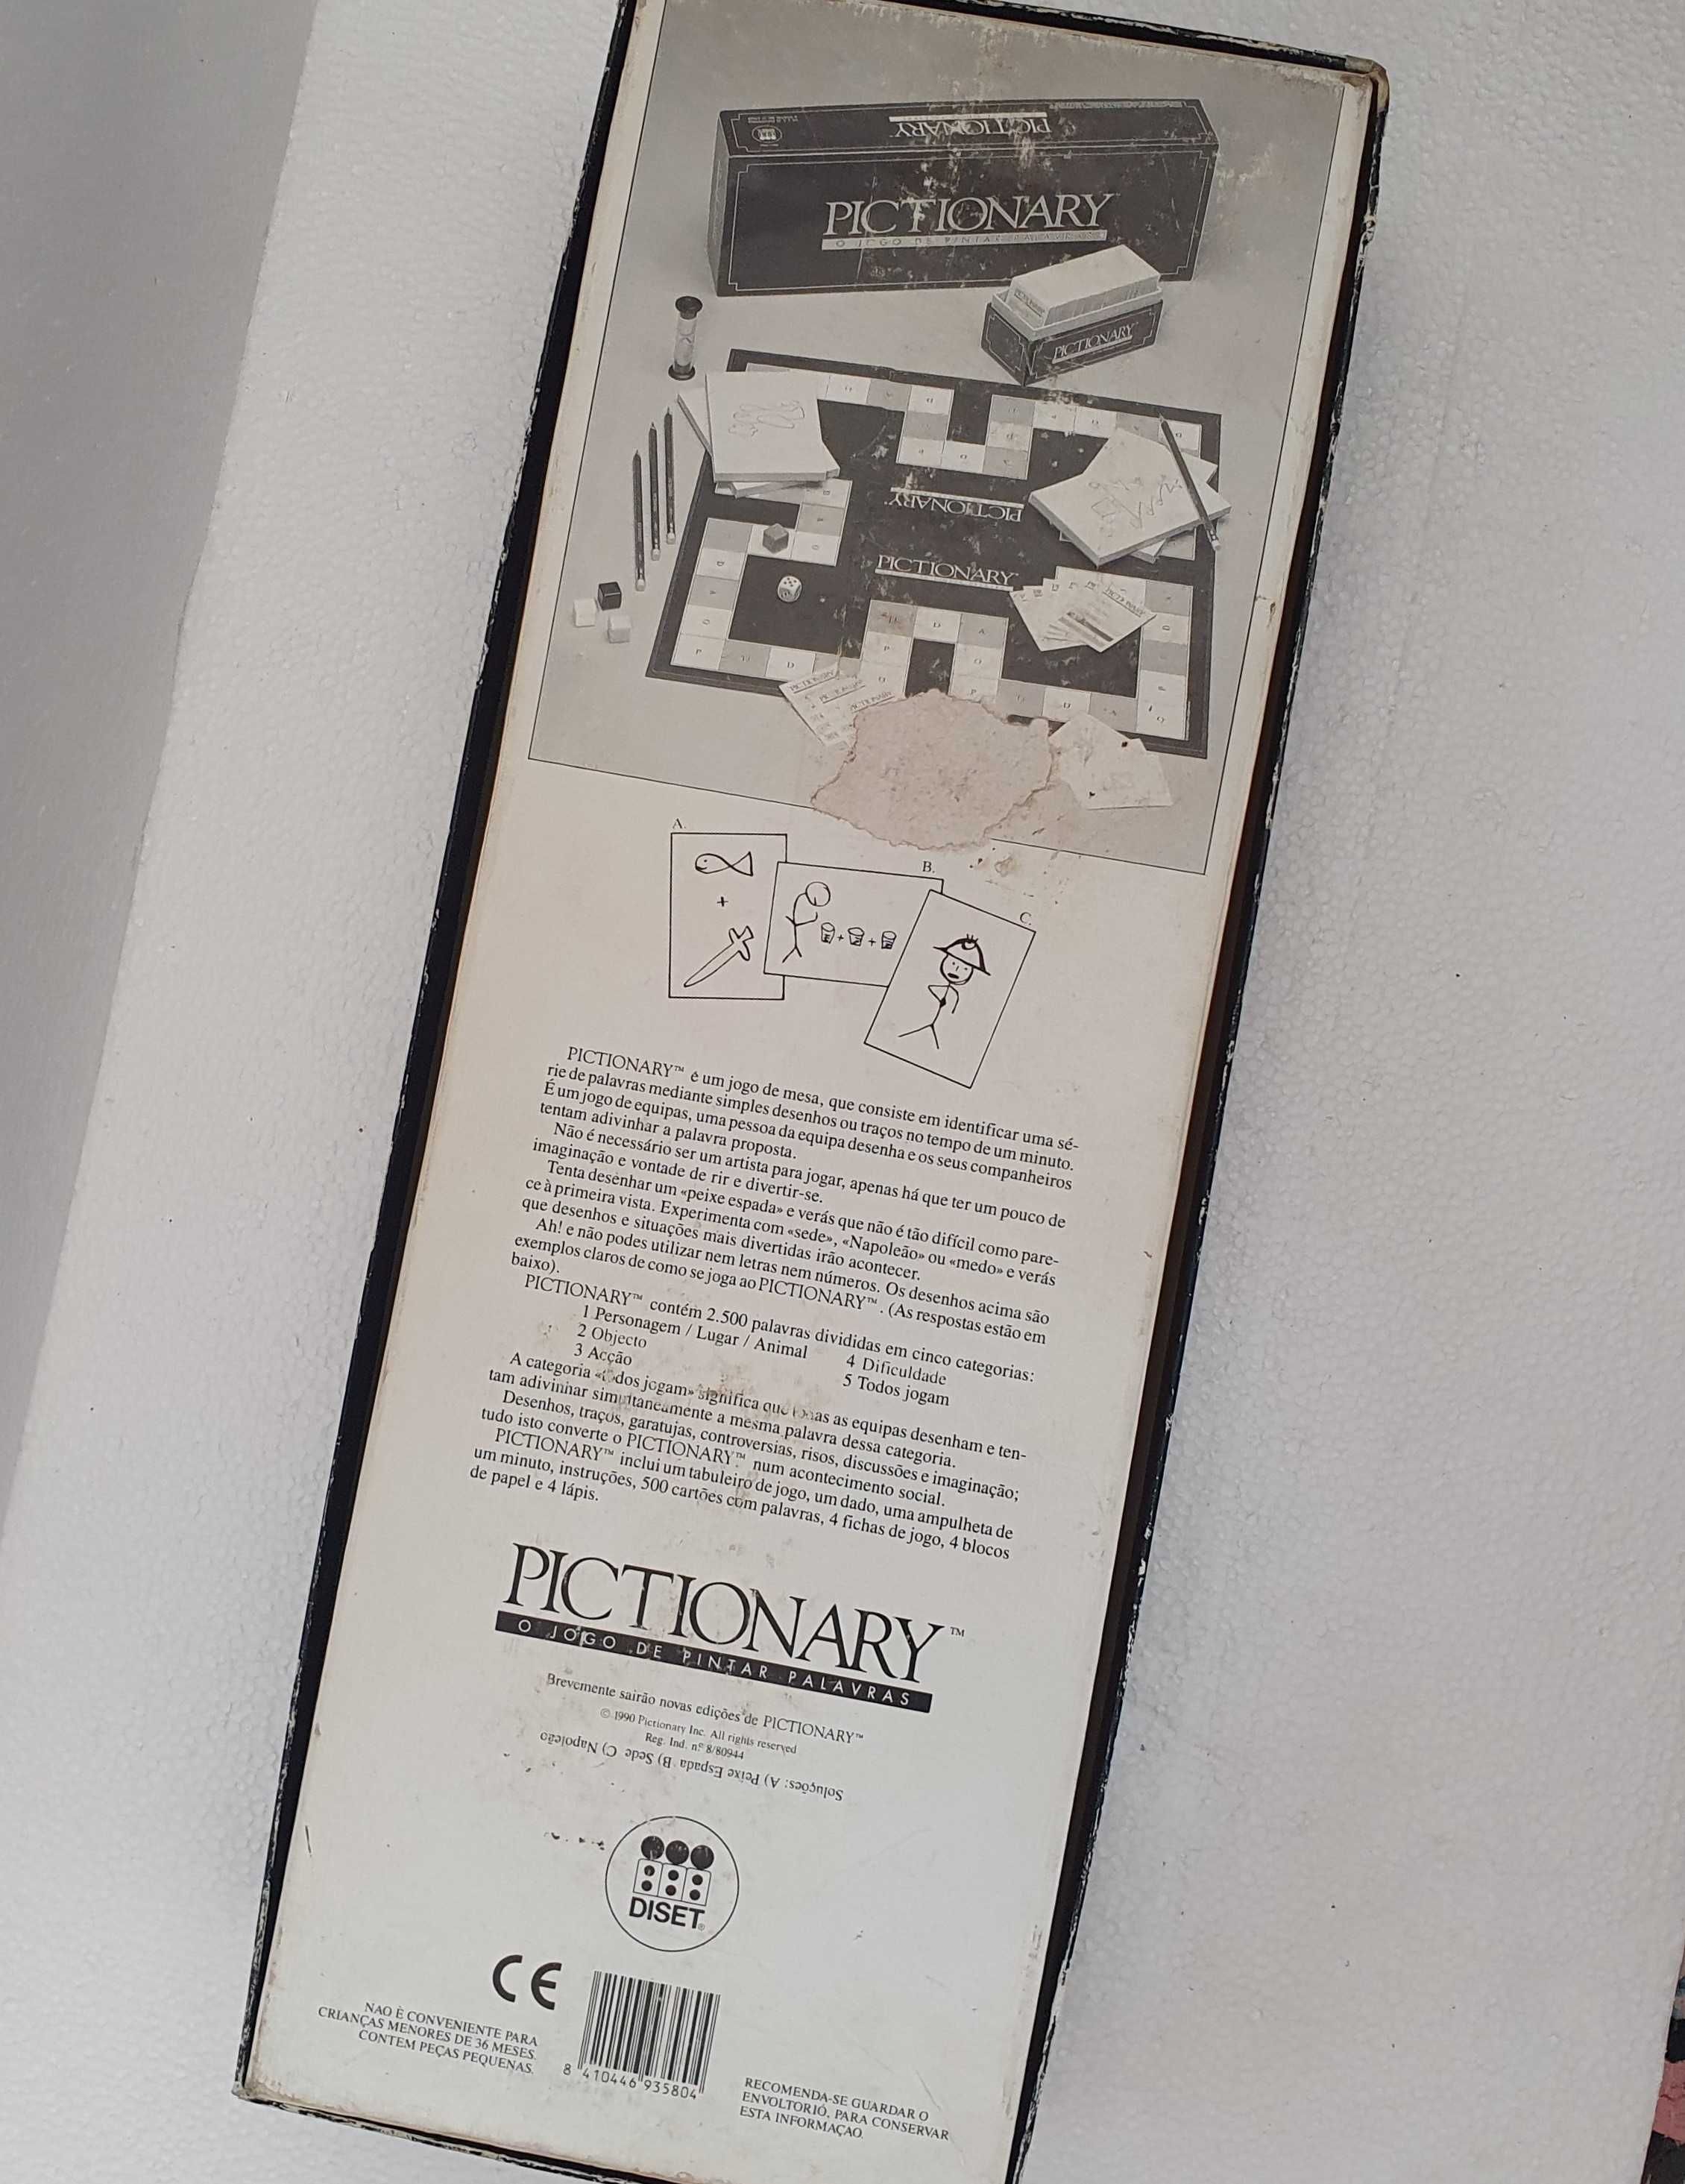 PICTIONARY
PICTIONARY
O JOGO DE PINTAR PALAVRAS
PICTIONARY
PICTIONARY
PICTIONARY
A.
B.
C.
PICTIONARY™ é um jogo de mesa, que consiste em identificar uma sé-
rie de palavras mediante simples desenhos ou traços no tempo de um minuto.
É um jogo de equipas, uma pessoa da equipa desenha e os seus companheiros
tentam adivinhar a palavra proposta.
Não é necessário ser um artista para jogar, apenas há que ter um pouco de
imaginação e vontade de rir e divertir-se.
Tenta desenhar um «peixe espada» e verás que não é tão difícil como pare-
ce à primeira vista. Experimenta com «sede», «Napoleão» ou «medo» e verás
que desenhos e situações mais divertidas irão acontecer.
Ah! e não podes utilizar nem letras nem números. Os desenhos acima são
exemplos claros de como se joga ao PICTIONARY™. (As respostas estão em
baixo).
PICTIONARY™ contém 2.500 palavras divididas em cinco categorias:
1 Personagem / Lugar / Animal
2 Objecto
3 Acção
4 Dificuldade
5 Todos jogam
A categoria «todos jogam» significa que todas as equipas desenham e ten-
tam adivinhar simultaneamente a mesma palavra dessa categoria.
Desenhos, traços, garatujas, controversias, risos, discussões e imaginação;
tudo isto converte o PICTIONARY™ num acontecimento social.
PICTIONARY™ inclui um tabuleiro de jogo, um dado, uma ampulheta de
um minuto, instruções, 500 cartões com palavras, 4 fichas de jogo, 4 blocos
de papel e 4 lápis.
PICTIONARY™
O JOGO DE PINTAR PALAVRAS
Brevemente sairão novas edições de PICTIONARY™
© 1990 Pictionary Inc. All rights reserved
Reg. Ind. n.º 8/80944
Soluções: A) Peixe Espada B) Sede C) Napoleão
DISET®
CE
NAO È CONVENIENTE PARA
CRIANÇAS MENORES DE 36 MESES.
CONTEM PEÇAS PEQUENAS.
8 410446 935804
RECOMENDA-SE GUARDAR O
ENVOLTORIÓ, PARA CONSERVAR
ESTA INFORMAÇAO.